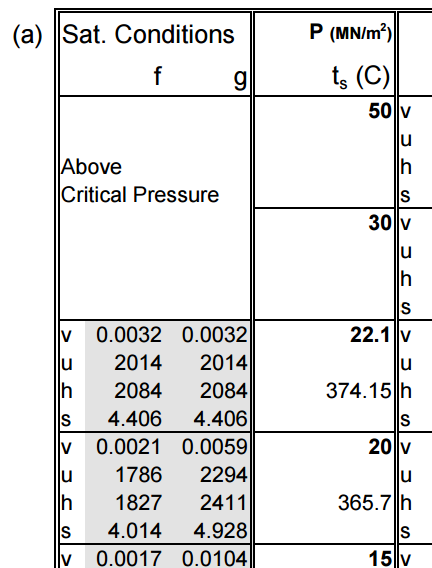 (a) Sat. Conditions P (MN/m²)
f g tₛ (C)
50 v
u
Above h
Critical Pressure s
30 v
u
h
s
v 0.0032 0.0032 22.1 v
u 2014 2014 u
h 2084 2084 374.15 h
s 4.406 4.406 s
v 0.0021 0.0059 20 v
u 1786 2294 u
h 1827 2411 365.7 h
s 4.014 4.928 s
v 0.0017 0.0104 15 v